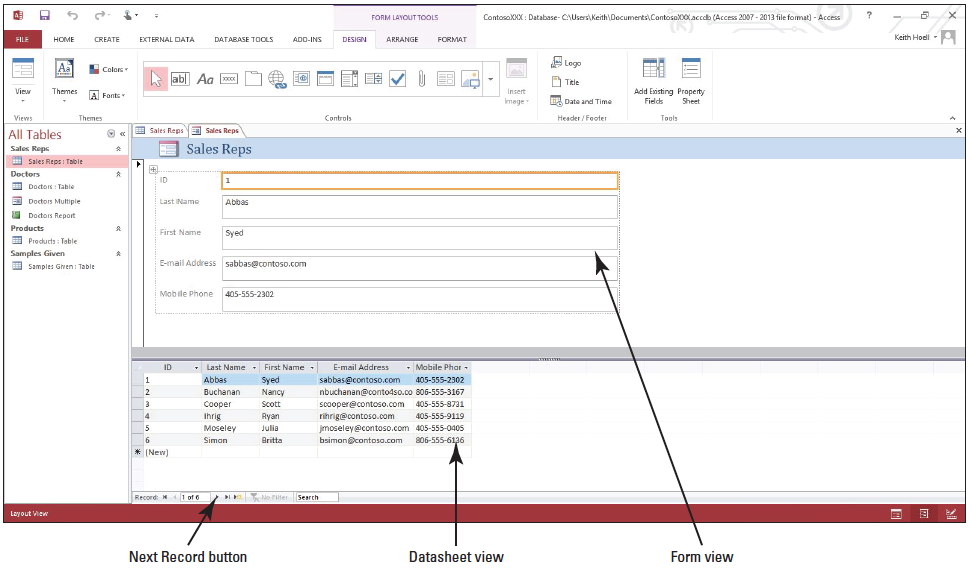 FORM LAYOUT TOOLS
ContosoXXX : Database- C:\Users\Keith\Documents\ContosoXXX.accdb (Access 2007 - 2013 file format) - Access
?
FILE HOME CREATE EXTERNAL DATA DATABASE TOOLS ADD-INS DESIGN ARRANGE FORMAT
Keith Hoell
View
Themes
Colors
Fonts
ab
Aa
xxxx
Insert Image
Logo
Title
Date and Time
Add Existing Fields
Property Sheet
Views Themes Controls Header / Footer Tools
All Tables
Sales Reps
Sales Reps : Table
Doctors
Doctors : Table
Doctors Multiple
Doctors Report
Products
Products : Table
Samples Given
Samples Given : Table
Sales Reps Sales Reps
Sales Reps
ID 1
Last Name Abbas
First Name Syed
E-mail Address sabbas@contoso.com
Mobile Phone 405-555-2302
ID Last Name First Name E-mail Address Mobile Phor
1 Abbas Syed sabbas@contoso.com 405-555-2302
2 Buchanan Nancy nbuchanan@conto4so.co 806-555-3167
3 Cooper Scott scooper@contoso.com 405-555-8731
4 Ihrig Ryan rihrig@contoso.com 405-555-9119
5 Moseley Julia jmoseley@contoso.com 405-555-0405
6 Simon Britta bsimon@contoso.com 806-555-6136
(New)
Record: 1 of 6 No Filter Search
Layout View
Next Record button Datasheet view Form view